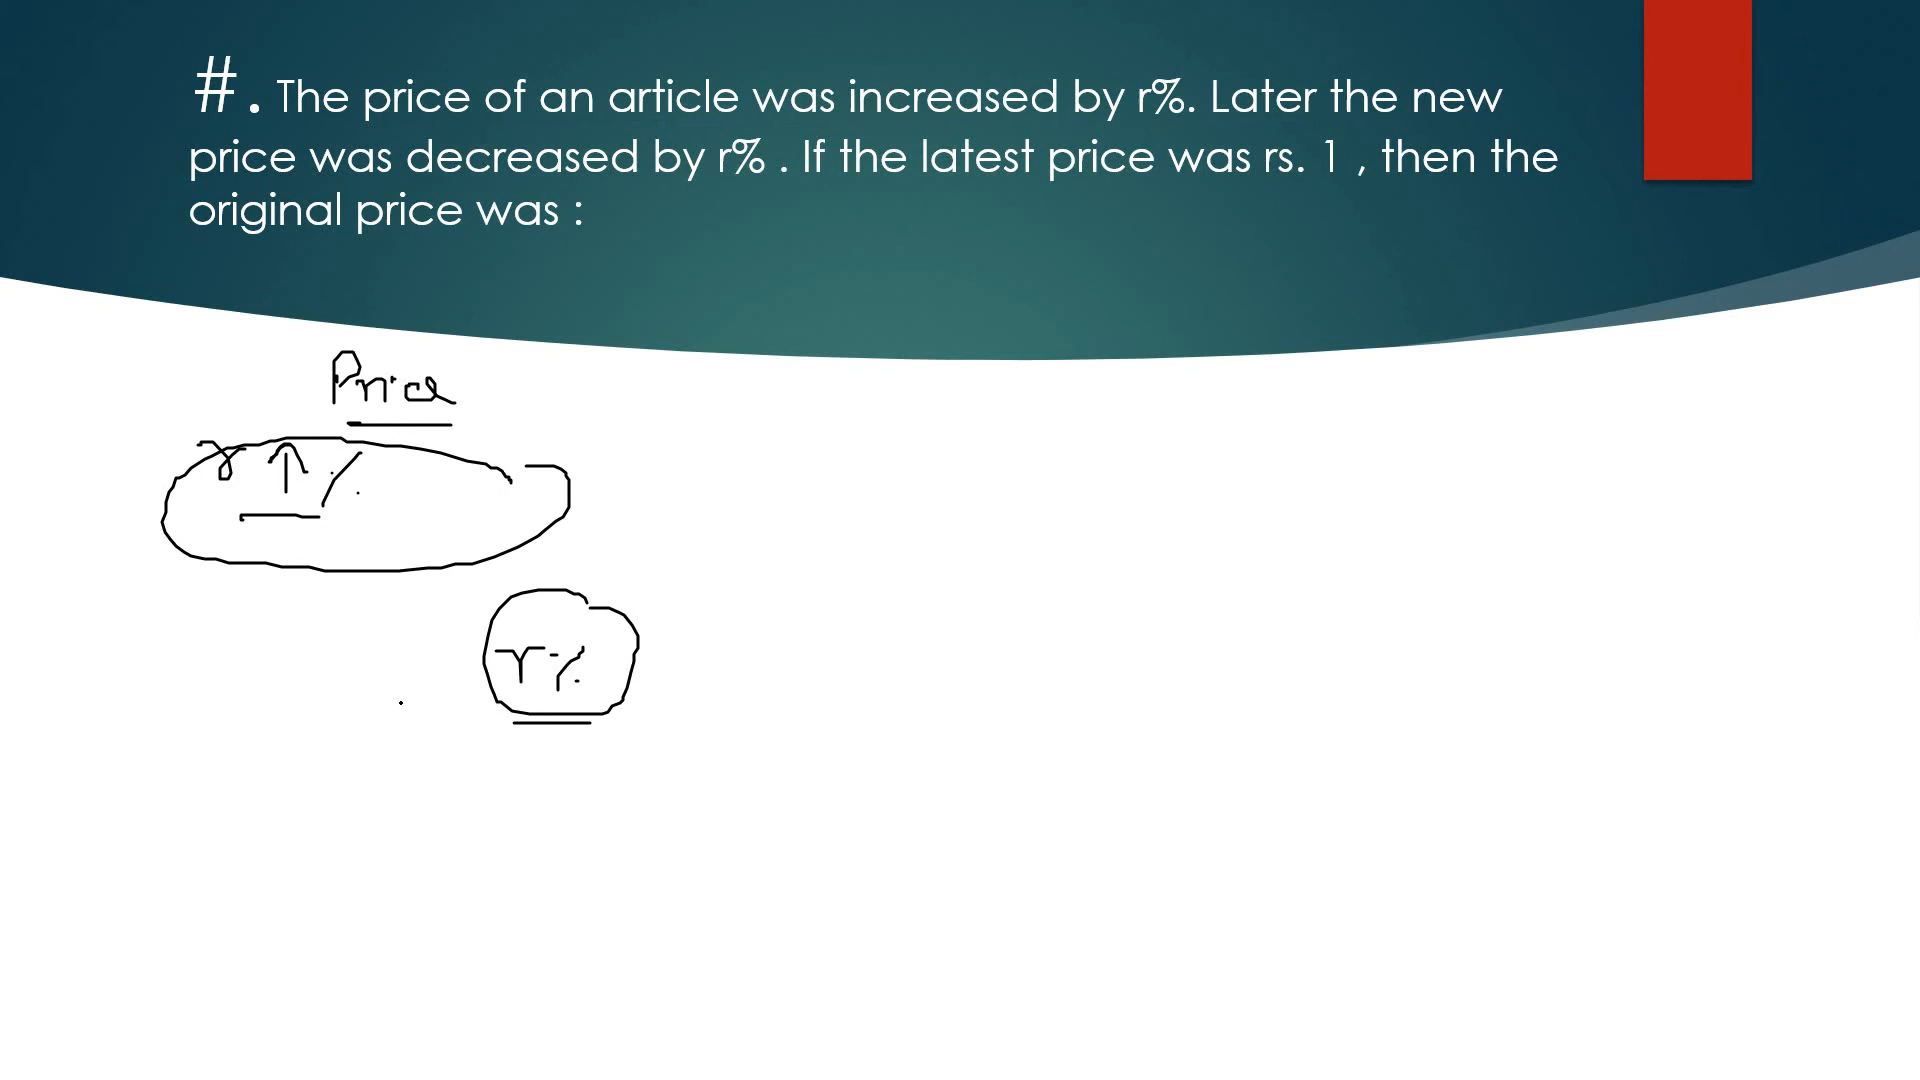 #. The price of an article was increased by r%. Later the new
price was decreased by r% . If the latest price was rs. 1 , then the
original price was :
Price
r ↑ %
r%